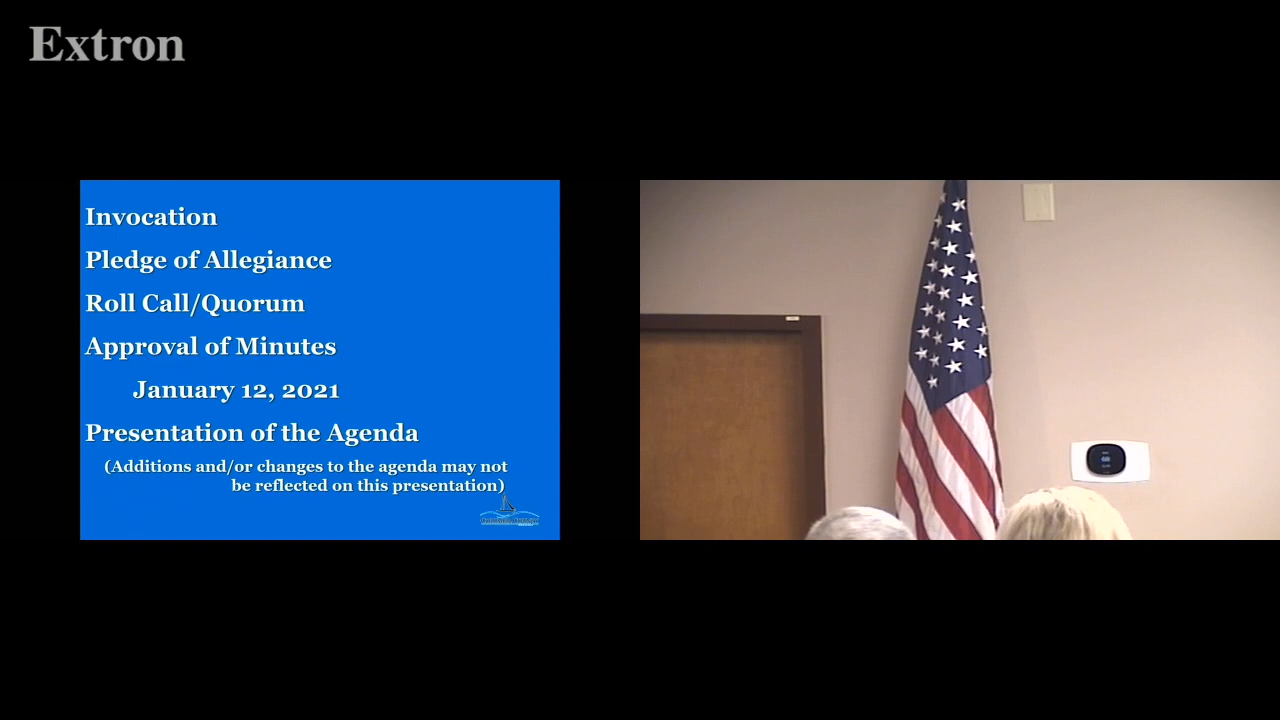 Extron
Invocation
Pledge of Allegiance
Roll Call/Quorum
Approval of Minutes
January 12, 2021
Presentation of the Agenda
(Additions and/or changes to the agenda may not
be reflected on this presentation)